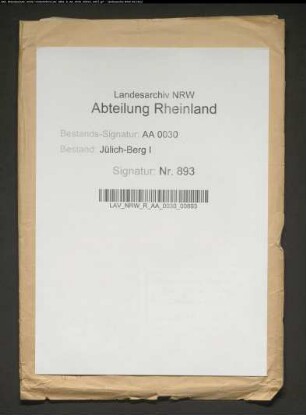 Landesarchiv NRW
Abteilung Rheinland
Bestands-Signatur: AA 0030
Bestand: Jülich-Berg I
Signatur: Nr. 893
LAV_NRW_R_AA_0030_00893